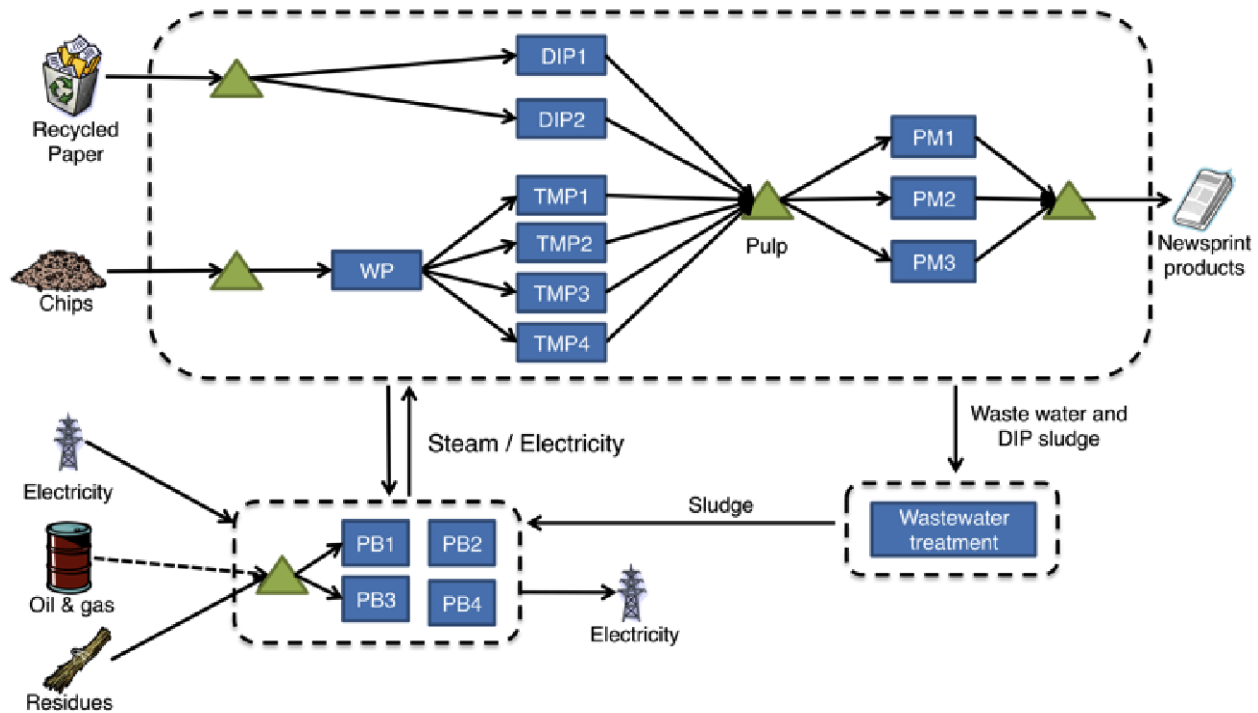 Recycled
Paper
DIP1
DIP2
TMP1
TMP2
TMP3
TMP4
WP
Chips
Pulp
PM1
PM2
PM3
Newsprint
products
Steam / Electricity
Waste water and
DIP sludge
Electricity
Oil & gas
Residues
PB1
PB2
PB3
PB4
Sludge
Wastewater
treatment
Electricity